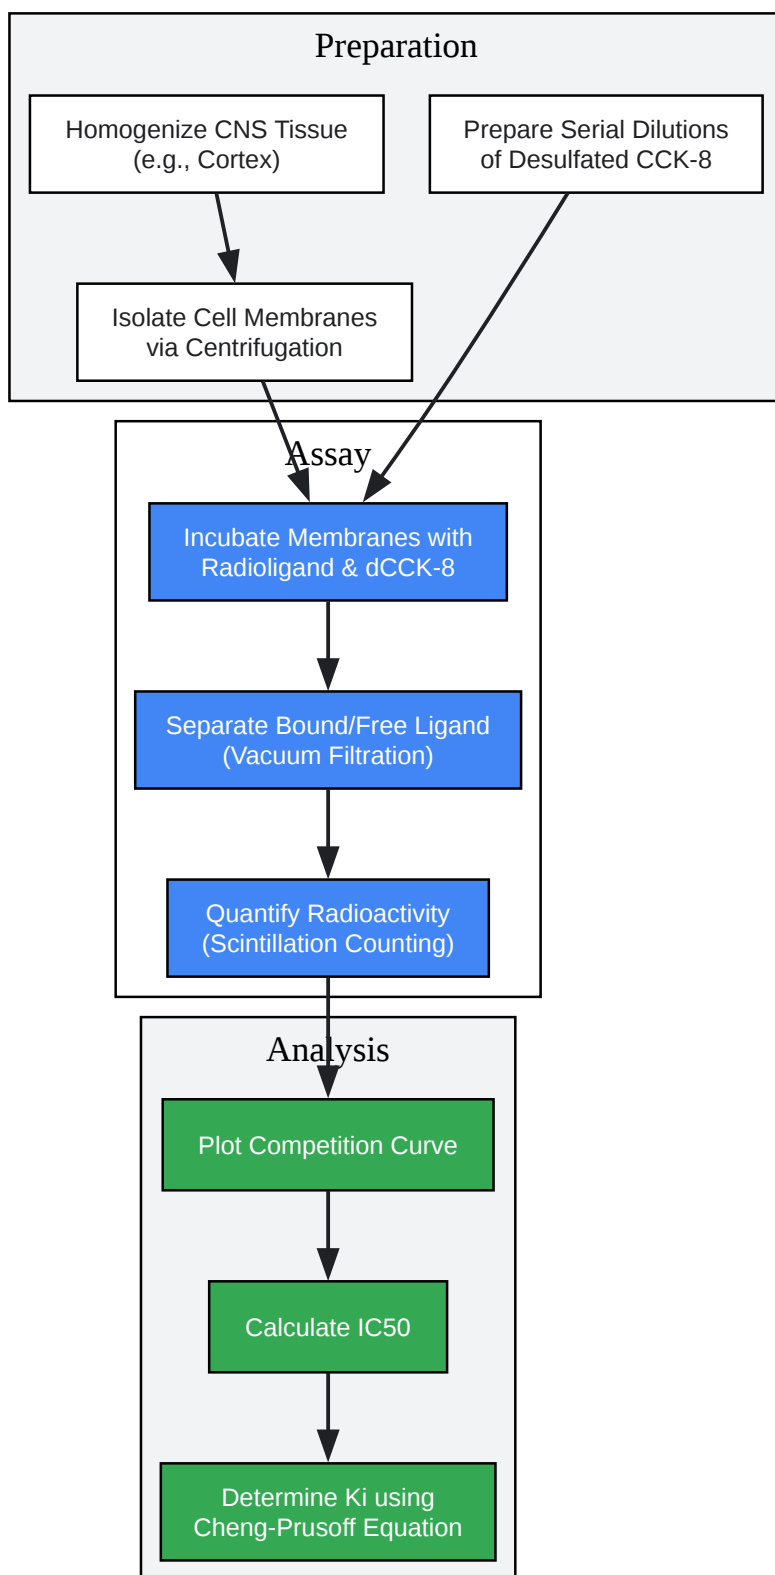 Preparation
Homogenize CNS Tissue
(e.g., Cortex)
Prepare Serial Dilutions
of Desulfated CCK-8
Isolate Cell Membranes
via Centrifugation
Assay
Incubate Membranes with
Radioligand & dCCK-8
Separate Bound/Free Ligand
(Vacuum Filtration)
Quantify Radioactivity
(Scintillation Counting)
Analysis
Plot Competition Curve
Calculate IC50
Determine Ki using
Cheng-Prusoff Equation